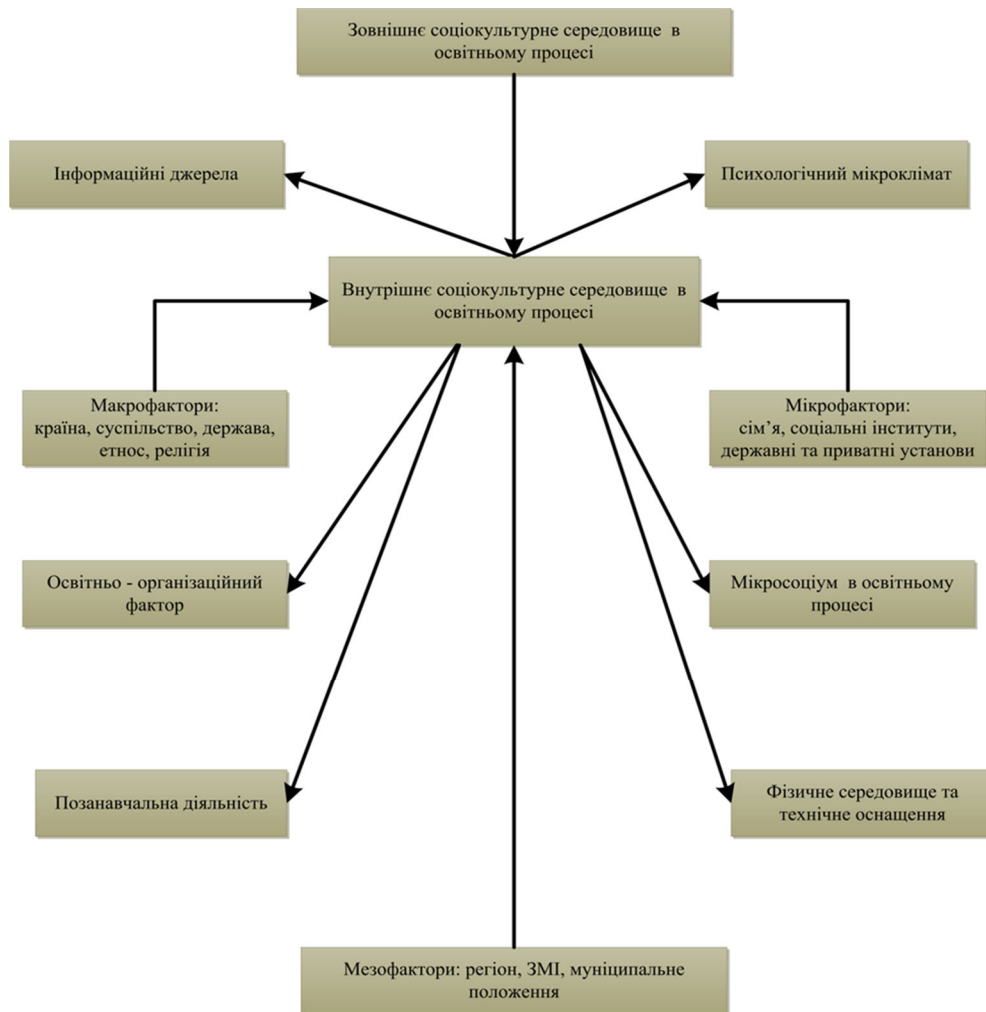 Зовнішнє соціокультурне середовище в
освітньому процесі
Інформаційні джерела
Психологічний мікроклімат
Внутрішнє соціокультурне середовище в
освітньому процесі
Макрофактори:
країна, суспільство, держава,
етнос, релігія
Мікрофактори:
сім’я, соціальні інститути,
державні та приватні установи
Освітньо - організаційний
фактор
Мікросоціум в освітньому
процесі
Позанавчальна діяльність
Фізичне середовище та
технічне оснащення
Мезофактори: регіон, ЗМІ, муніципальне
положення